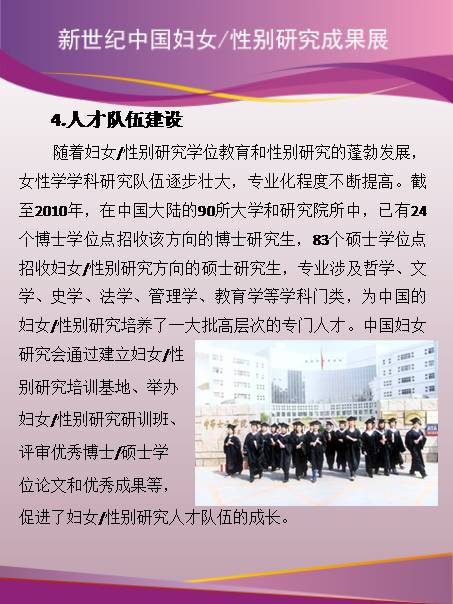 新世纪中国妇女/性别研究成果展
4.人才队伍建设
随着妇女/性别研究学位教育和性别研究的蓬勃发展，
女性学学科研究队伍逐步壮大，专业化程度不断提高。截
至2010年，在中国大陆的90所大学和研究院所中，已有24
个博士学位点招收该方向的博士研究生，83个硕士学位点
招收妇女/性别研究方向的硕士研究生，专业涉及哲学、文
学、史学、法学、管理学、教育学等学科门类，为中国的
妇女/性别研究培养了一大批高层次的专门人才。中国妇女
研究会通过建立妇女/性
别研究培训基地、举办
妇女/性别研究研训班、
评审优秀博士/硕士学
位论文和优秀成果等，
促进了妇女/性别研究人才队伍的成长。